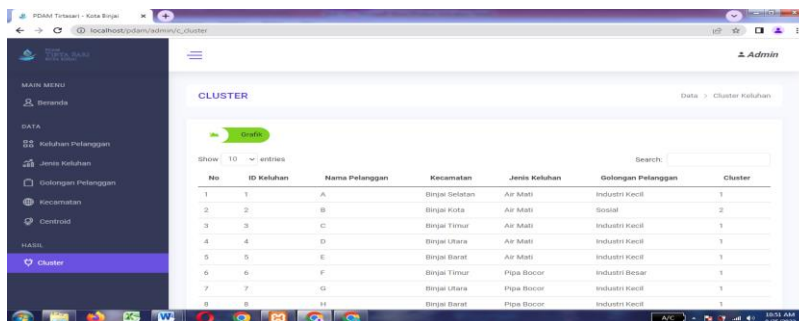 PDAM Tirtasari - Kota Binjai
localhost/pdam/admin/c_cluster
TIRTA SARI
Admin
MAIN MENU
Beranda
CLUSTER
Data > Cluster Keluhan
DATA
Keluhan Pelanggan
Jenis Keluhan
Golongan Pelanggan
Kecamatan
Centroid
HASIL
Cluster
Grafik
Show 10 entries
Search:
No ID Keluhan Nama Pelanggan Kecamatan Jenis Keluhan Golongan Pelanggan Cluster
1 1 A Binjai Selatan Air Mati Industri Kecil 1
2 2 B Binjai Kota Air Mati Sosial 2
3 3 C Binjai Timur Air Mati Industri Kecil 1
4 4 D Binjai Utara Air Mati Industri Kecil 1
5 5 E Binjai Barat Air Mati Industri Kecil 1
6 6 F Binjai Timur Pipa Bocor Industri Besar 1
7 7 G Binjai Utara Pipa Bocor Industri Kecil 1
8 8 H Binjai Barat Pipa Bocor Industri Kecil 1
A/C
10:51 AM